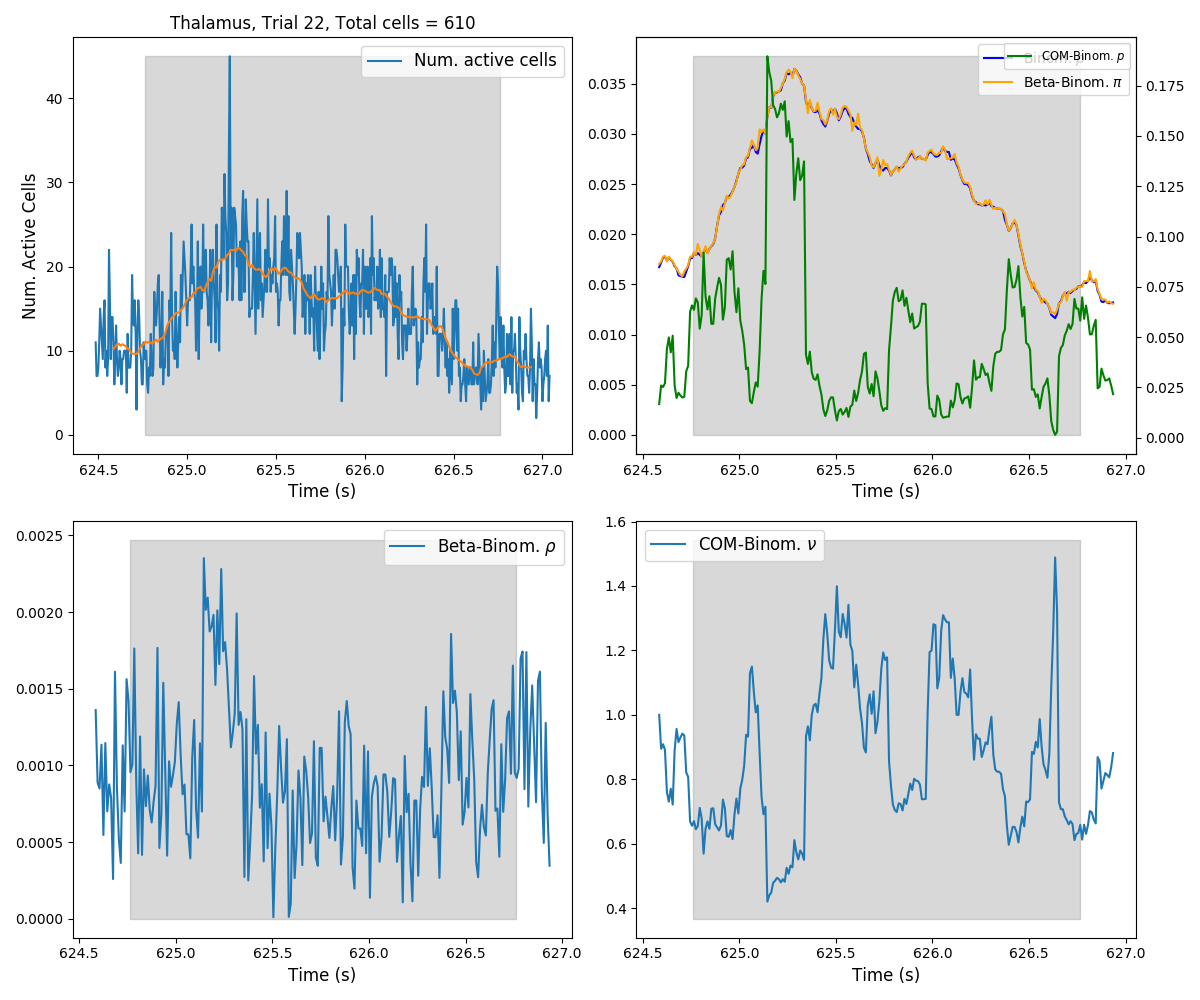 Thalamus, Trial 22, Total cells = 610
Num. active cells
Num. Active Cells
40
30
20
10
0
624.5 625.0 625.5 626.0 626.5 627.0
Time (s)
COM-Binom. p
Binom. p
Beta-Binom. π
0.035
0.030
0.025
0.020
0.015
0.010
0.005
0.000
0.175
0.150
0.125
0.100
0.075
0.050
0.025
0.000
624.5 625.0 625.5 626.0 626.5 627.0
Time (s)
Beta-Binom. ρ
0.0025
0.0020
0.0015
0.0010
0.0005
0.0000
624.5 625.0 625.5 626.0 626.5 627.0
Time (s)
COM-Binom. ν
1.6
1.4
1.2
1.0
0.8
0.6
0.4
624.5 625.0 625.5 626.0 626.5 627.0
Time (s)